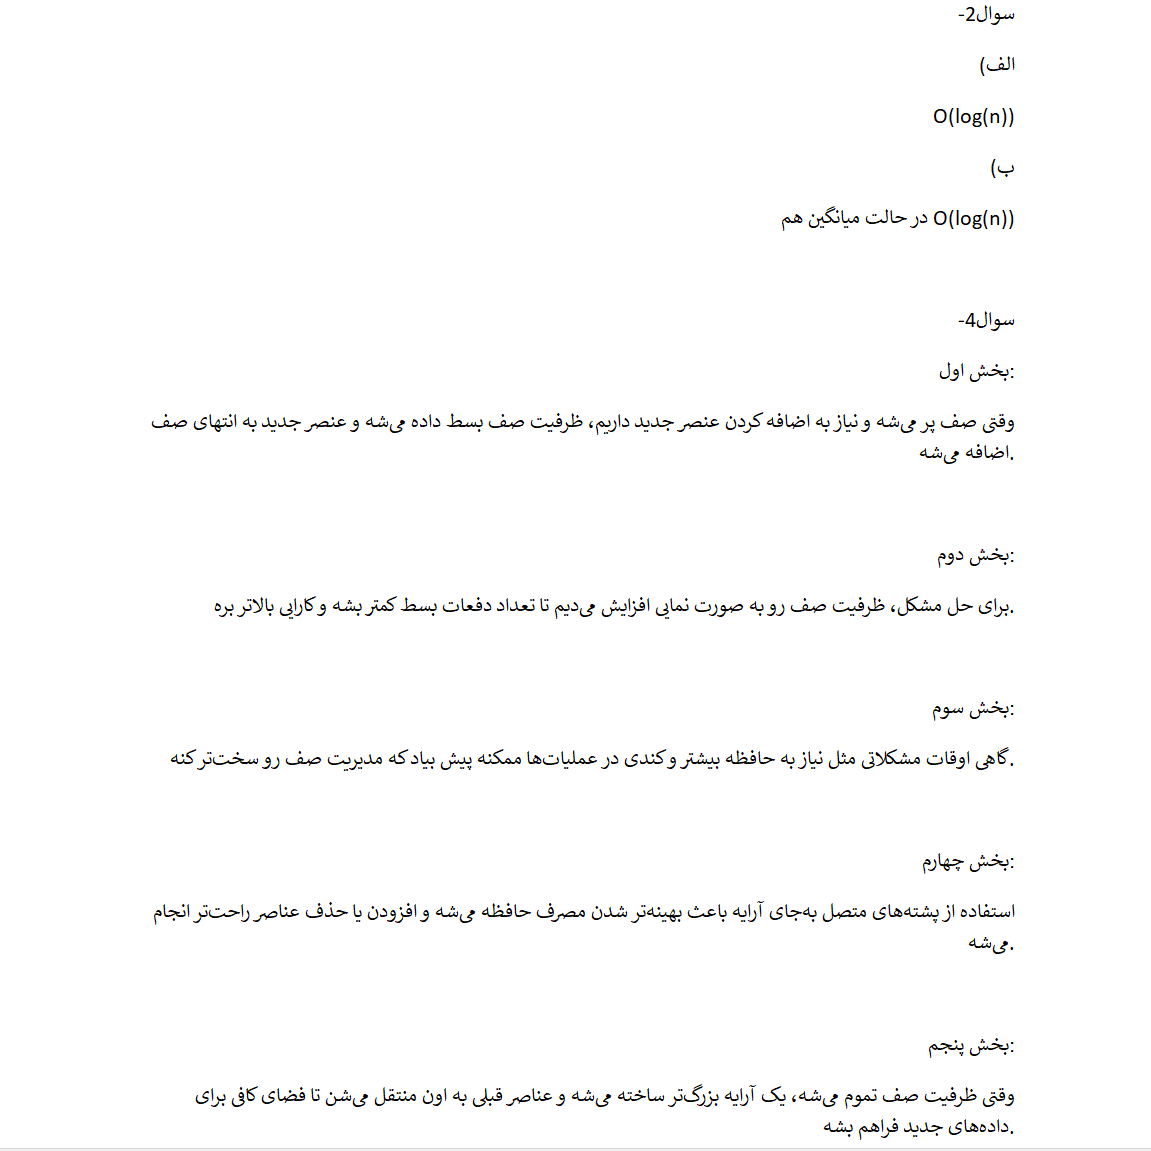 سوال2-
الف)
O(log(n))
ب)
O(log(n)) در حالت میانگین هم
سوال4-
بخش اول:
وقتی صف پر می‌شه و نیاز به اضافه کردن عنصر جدید داریم، ظرفیت صف بسط داده می‌شه و عنصر جدید به انتهای صف
اضافه می‌شه.
بخش دوم:
برای حل مشکل، ظرفیت صف رو به صورت نمایی افزایش می‌دیم تا تعداد دفعات بسط کمتر بشه و کارایی بالاتر بره.
بخش سوم:
گاهی اوقات مشکلاتی مثل نیاز به حافظه بیشتر و کندی در عملیات‌ها ممکنه پیش بیاد که مدیریت صف رو سخت‌تر کنه.
بخش چهارم:
استفاده از پشته‌های متصل به‌جای آرایه باعث بهینه‌تر شدن مصرف حافظه می‌شه و افزودن یا حذف عناصر راحت‌تر انجام
می‌شه.
بخش پنجم:
وقتی ظرفیت صف تموم می‌شه، یک آرایه بزرگ‌تر ساخته می‌شه و عناصر قبلی به اون منتقل می‌شن تا فضای کافی برای
داده‌های جدید فراهم بشه.